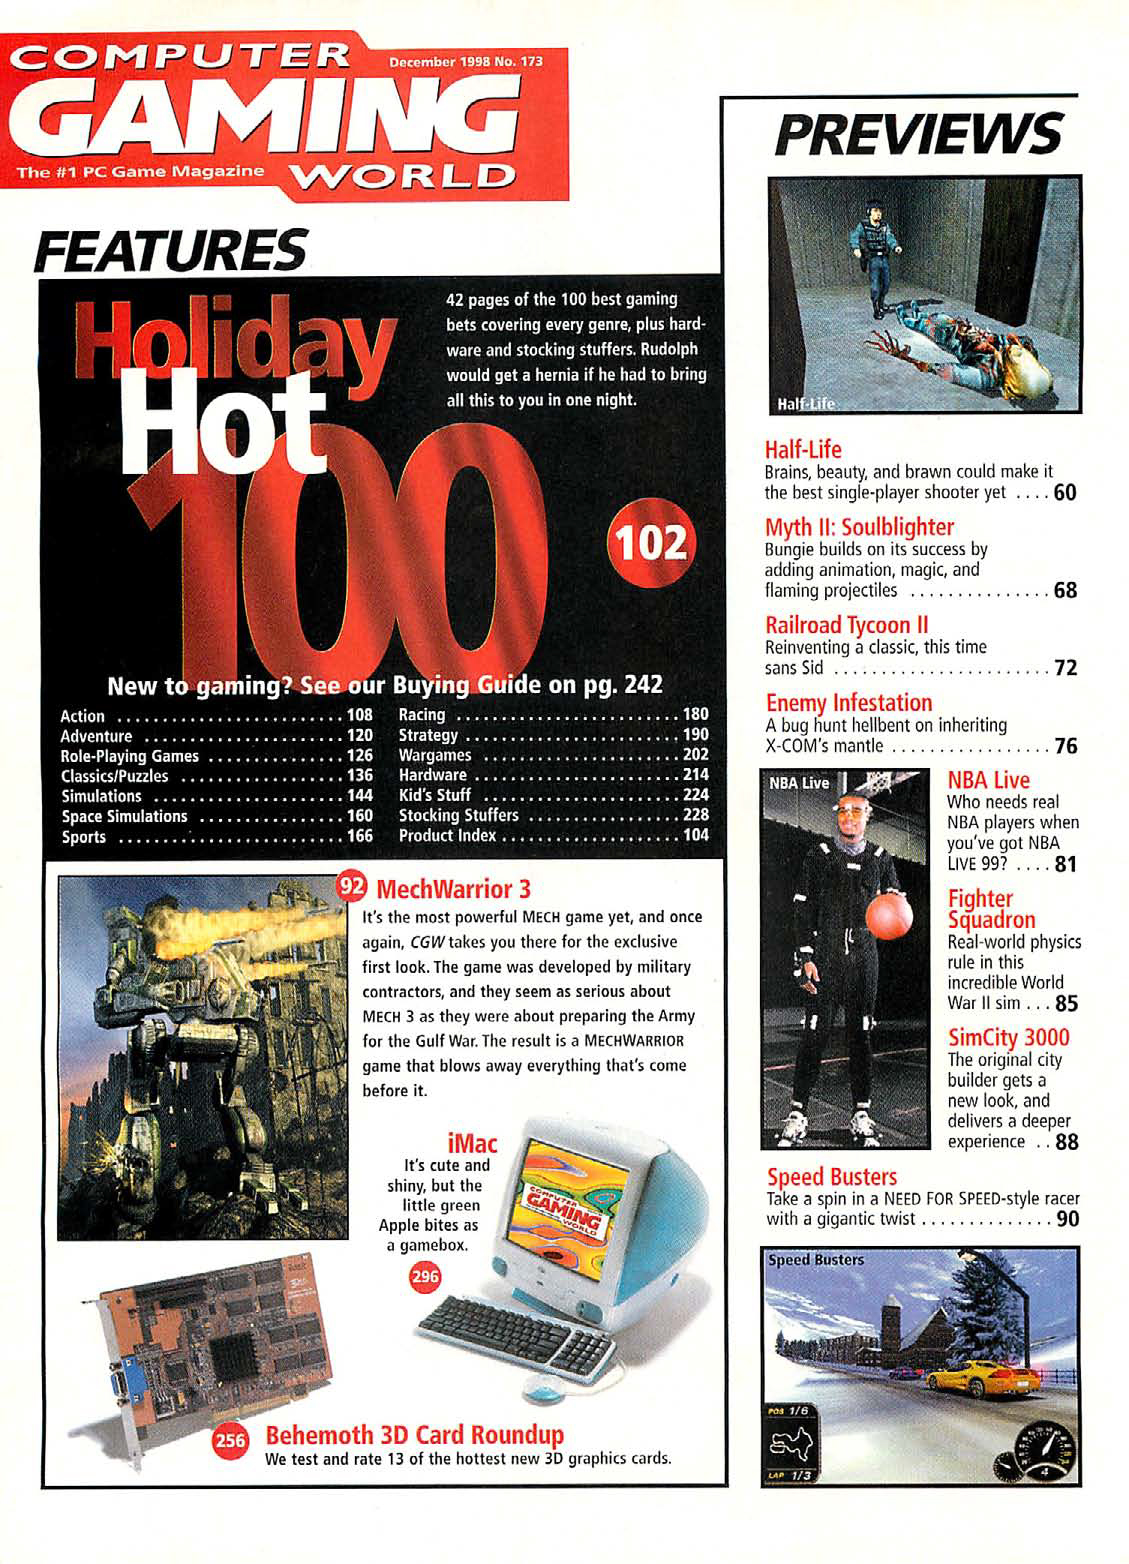 COMPUTER
December 1998 No. 173
GAMING
The #1 PC Game Magazine
WORLD
FEATURES
Holiday
Hot
100
42 pages of the 100 best gaming
bets covering every genre, plus hard-
ware and stocking stuffers. Rudolph
would get a hernia if he had to bring
all this to you in one night.
102
New to gaming? See our Buying Guide on pg. 242
Action ........................ 108
Adventure ..................... 120
Role-Playing Games ............... 126
Classics/Puzzles ................. 136
Simulations .................... 144
Space Simulations ............... 160
Sports ........................ 166
Racing ........................ 180
Strategy ....................... 190
Wargames ..................... 202
Hardware ...................... 214
Kid's Stuff ..................... 224
Stocking Stuffers ................. 228
Product Index ................... 104
92 MechWarrior 3
It's the most powerful MECH game yet, and once
again, CGW takes you there for the exclusive
first look. The game was developed by military
contractors, and they seem as serious about
MECH 3 as they were about preparing the Army
for the Gulf War. The result is a MECHWARRIOR
game that blows away everything that's come
before it.
iMac
It's cute and
shiny, but the
little green
Apple bites as
a gamebox.
296
COMPUTER
GAMING
WORLD
256 Behemoth 3D Card Roundup
We test and rate 13 of the hottest new 3D graphics cards.
PREVIEWS
Half-Life
Half-Life
Brains, beauty, and brawn could make it
the best single-player shooter yet .... 60
Myth II: Soulblighter
Bungie builds on its success by
adding animation, magic, and
flaming projectiles ............... 68
Railroad Tycoon II
Reinventing a classic, this time
sans Sid ....................... 72
Enemy Infestation
A bug hunt hellbent on inheriting
X-COM's mantle ................. 76
NBA Live
NBA Live
Who needs real
NBA players when
you've got NBA
LIVE 99? .... 81
Fighter
Squadron
Real-world physics
rule in this
incredible World
War II sim ... 85
SimCity 3000
The original city
builder gets a
new look, and
delivers a deeper
experience .. 88
Speed Busters
Take a spin in a NEED FOR SPEED-style racer
with a gigantic twist .............. 90
Speed Busters
POS 1/6
LAP 1/3
4